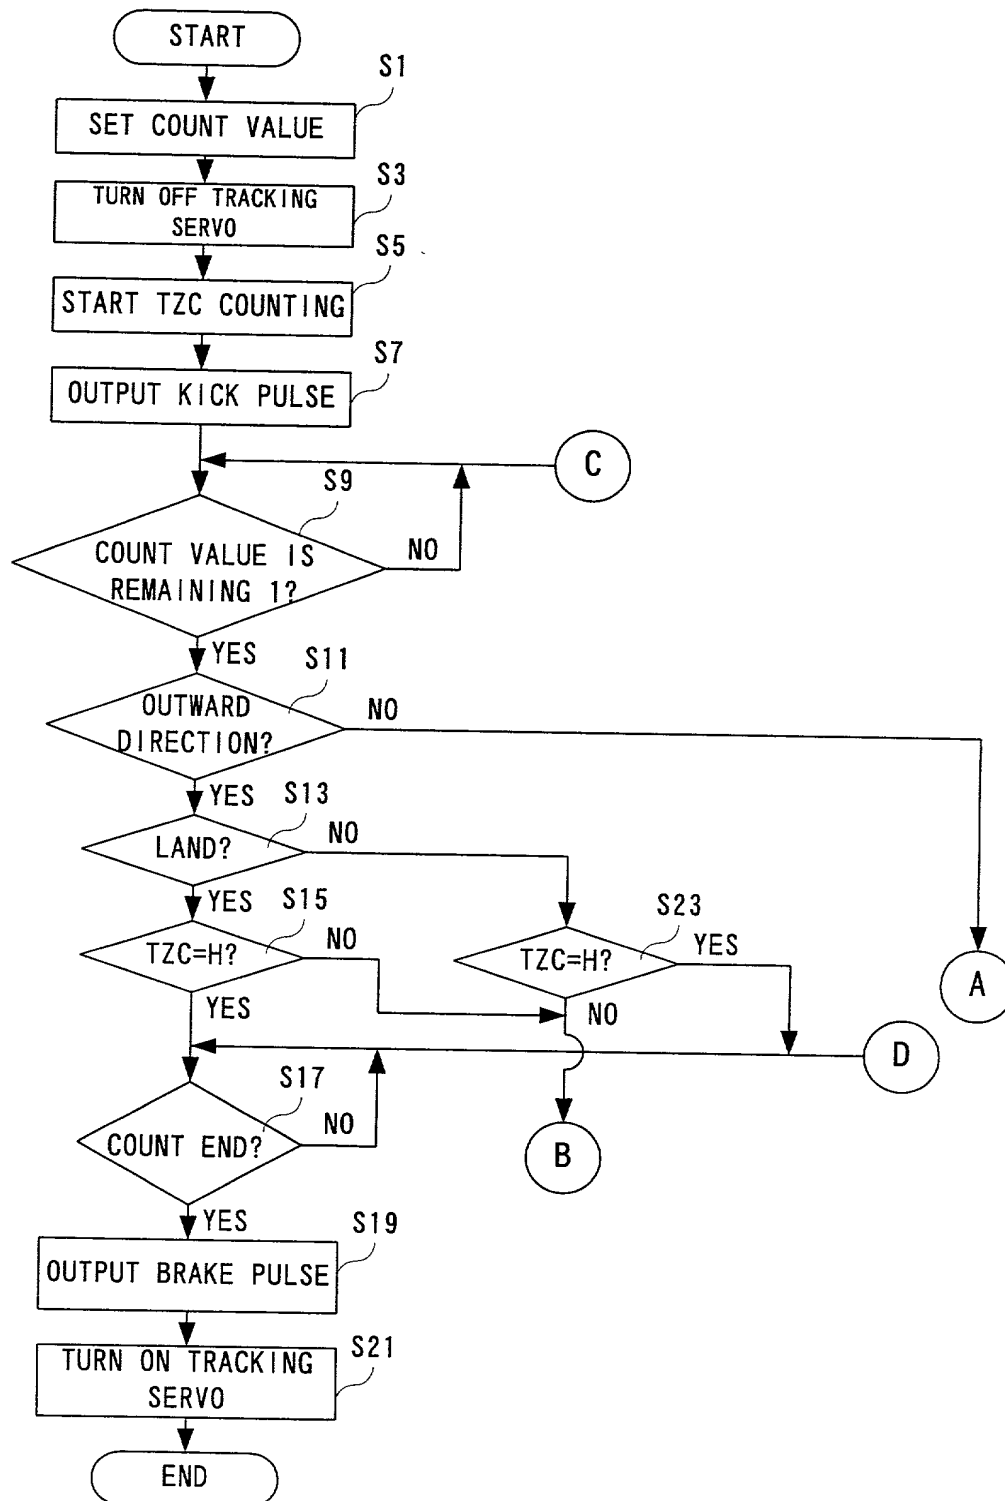 START
S1
SET COUNT VALUE
S3
TURN OFF TRACKING
SERVO
S5
START TZC COUNTING
S7
OUTPUT KICK PULSE
C
S9
COUNT VALUE IS
REMAINING 1?
NO
YES
S11
OUTWARD
DIRECTION?
NO
YES
S13
LAND?
NO
YES
S15
TZC=H?
NO
YES
S23
TZC=H?
YES
NO
A
D
S17
COUNT END?
NO
B
YES
S19
OUTPUT BRAKE PULSE
S21
TURN ON TRACKING
SERVO
END